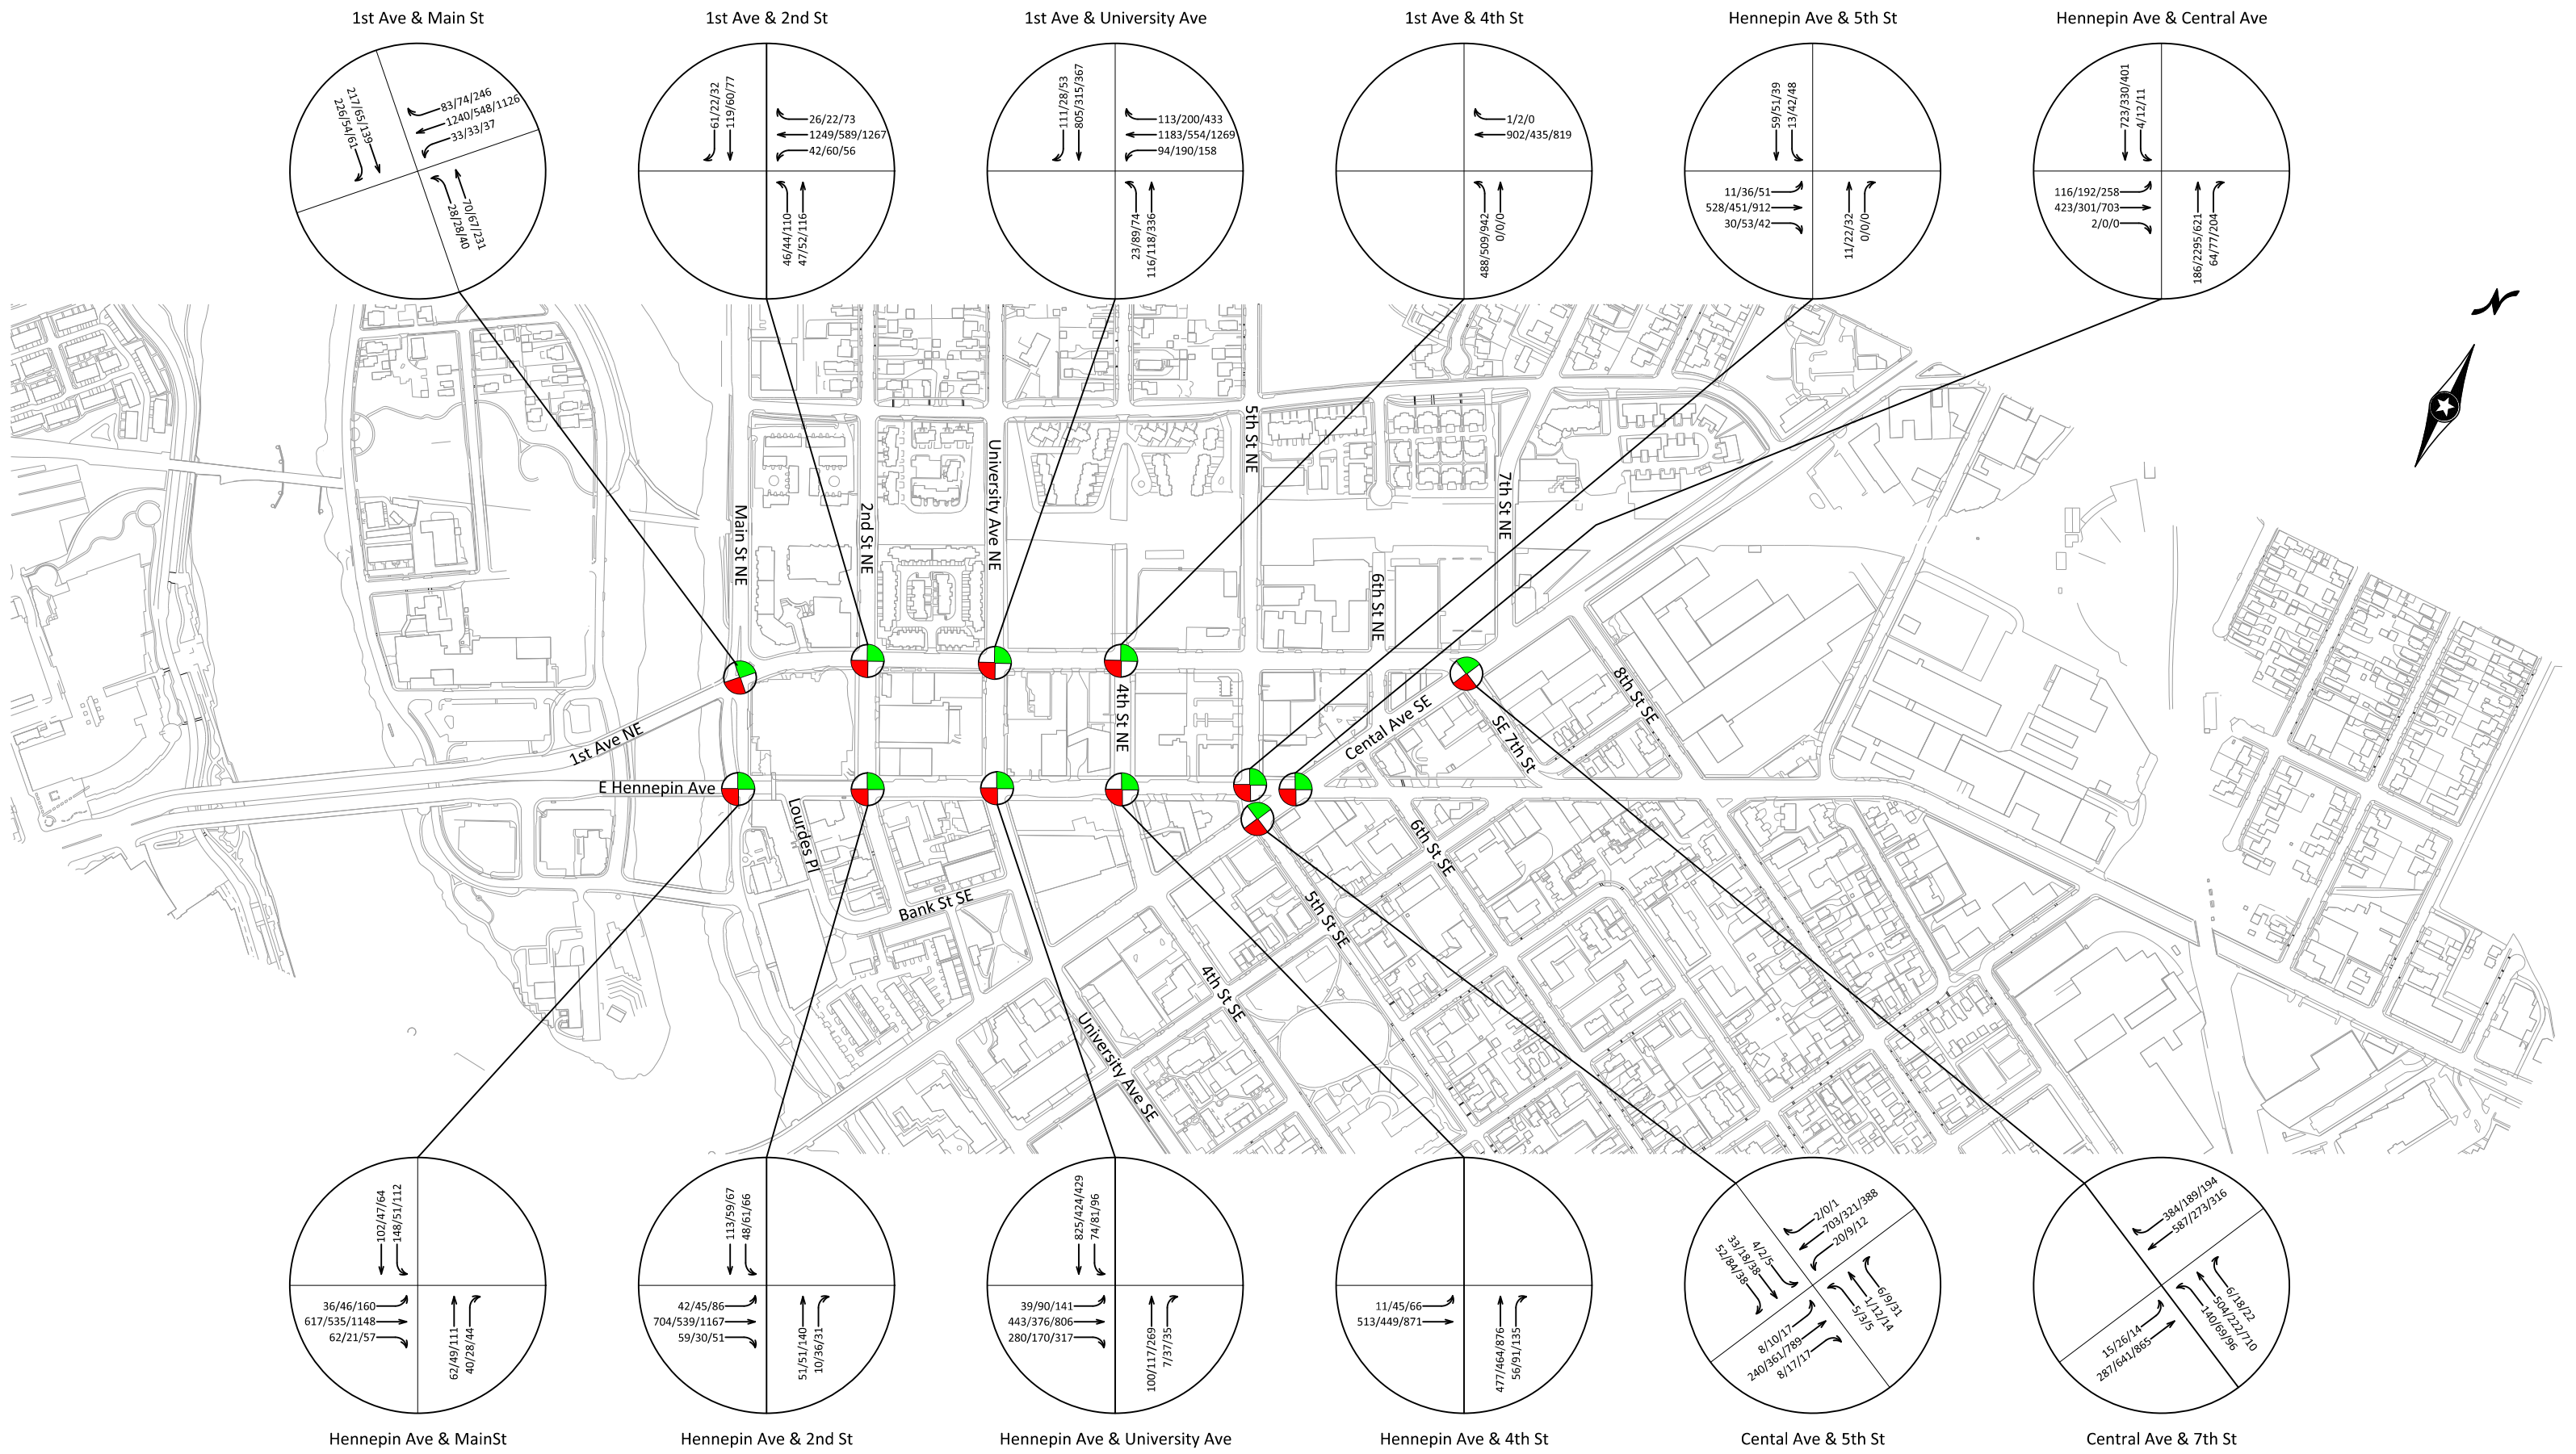 1st Ave & Main St
1st Ave & 2nd St
1st Ave & University Ave
1st Ave & 4th St
Hennepin Ave & 5th St
Hennepin Ave & Central Ave
217/65/139
226/54/61
83/74/246
1240/548/1126
33/33/37
70/67/231
28/28/40
61/22/32
119/60/77
26/22/73
1249/589/1267
42/60/56
46/44/110
47/52/116
111/28/53
805/315/367
113/200/433
1183/554/1269
94/190/158
23/89/74
116/118/336
1/2/0
902/435/819
488/509/942
0/0/0
59/51/39
13/42/48
11/36/51
528/451/912
30/53/42
11/22/32
0/0/0
723/330/401
4/12/11
116/192/258
423/301/703
2/0/0
186/2295/621
64/77/204
N
Main St NE
2nd St NE
University Ave NE
5th St NE
7th St NE
6th St NE
4th St NE
8th St SE
Cental Ave SE
SE 7th St
1st Ave NE
E Hennepin Ave
Lourdes Pl
Bank St SE
6th St SE
5th St SE
4th St SE
University Ave SE
102/47/64
148/51/112
36/46/160
617/535/1148
62/21/57
62/49/111
40/28/44
113/59/67
48/61/66
42/45/86
704/539/1167
59/30/51
51/51/140
10/36/31
825/424/429
74/81/96
39/90/141
443/376/806
280/170/317
100/117/269
7/37/35
11/45/66
513/449/871
477/464/876
56/91/135
2/0/1
703/321/388
20/9/12
4/2/5
33/18/38
52/84/38
6/9/31
1/12/14
5/3/5
8/10/17
240/361/789
8/17/17
384/189/194
587/273/316
6/18/22
504/222/710
140/69/96
15/26/14
287/641/865
Hennepin Ave & MainSt
Hennepin Ave & 2nd St
Hennepin Ave & University Ave
Hennepin Ave & 4th St
Cental Ave & 5th St
Central Ave & 7th St